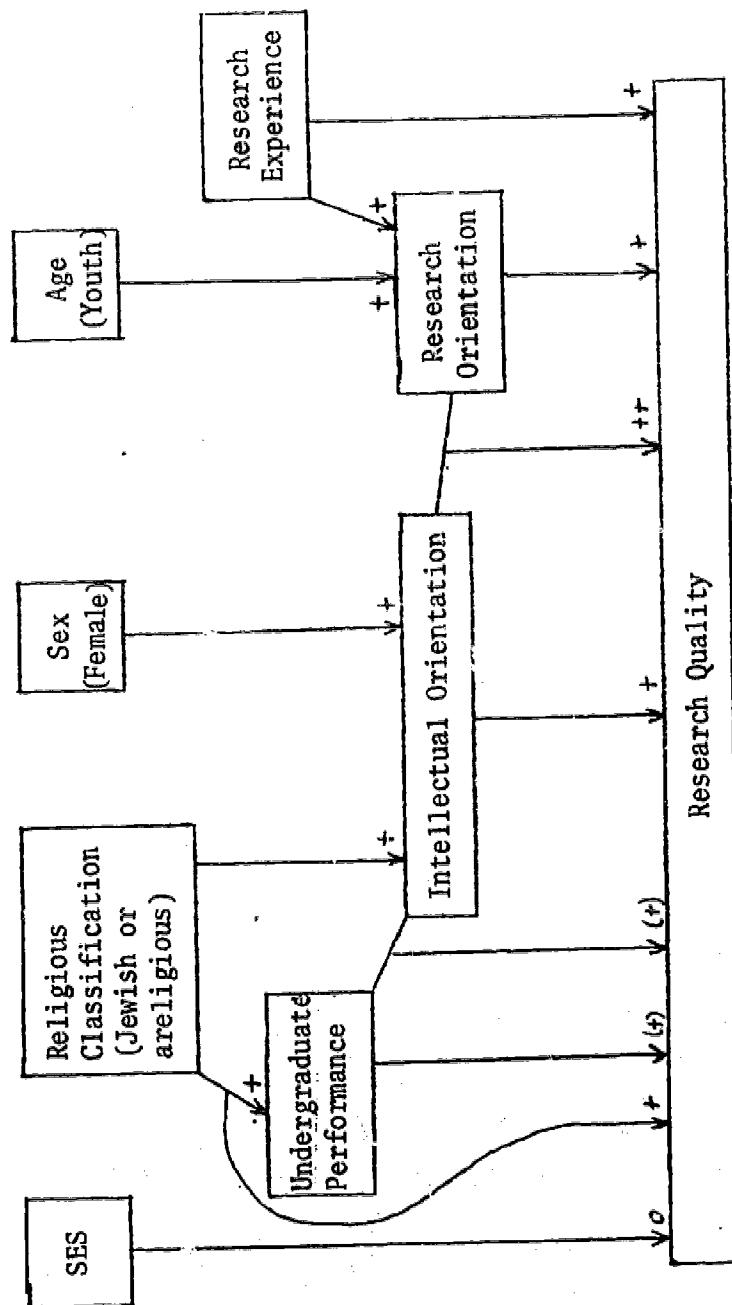 SES
Religious
Classification
(Jewish or
areligious)
Sex
(Female)
Age
(Youth)
Research
Experience
+
Undergraduate
Performance
+
+
+
+
Intellectual Orientation
Research
Orientation
0
+
(+)
(+)
+
++
+
+
Research Quality